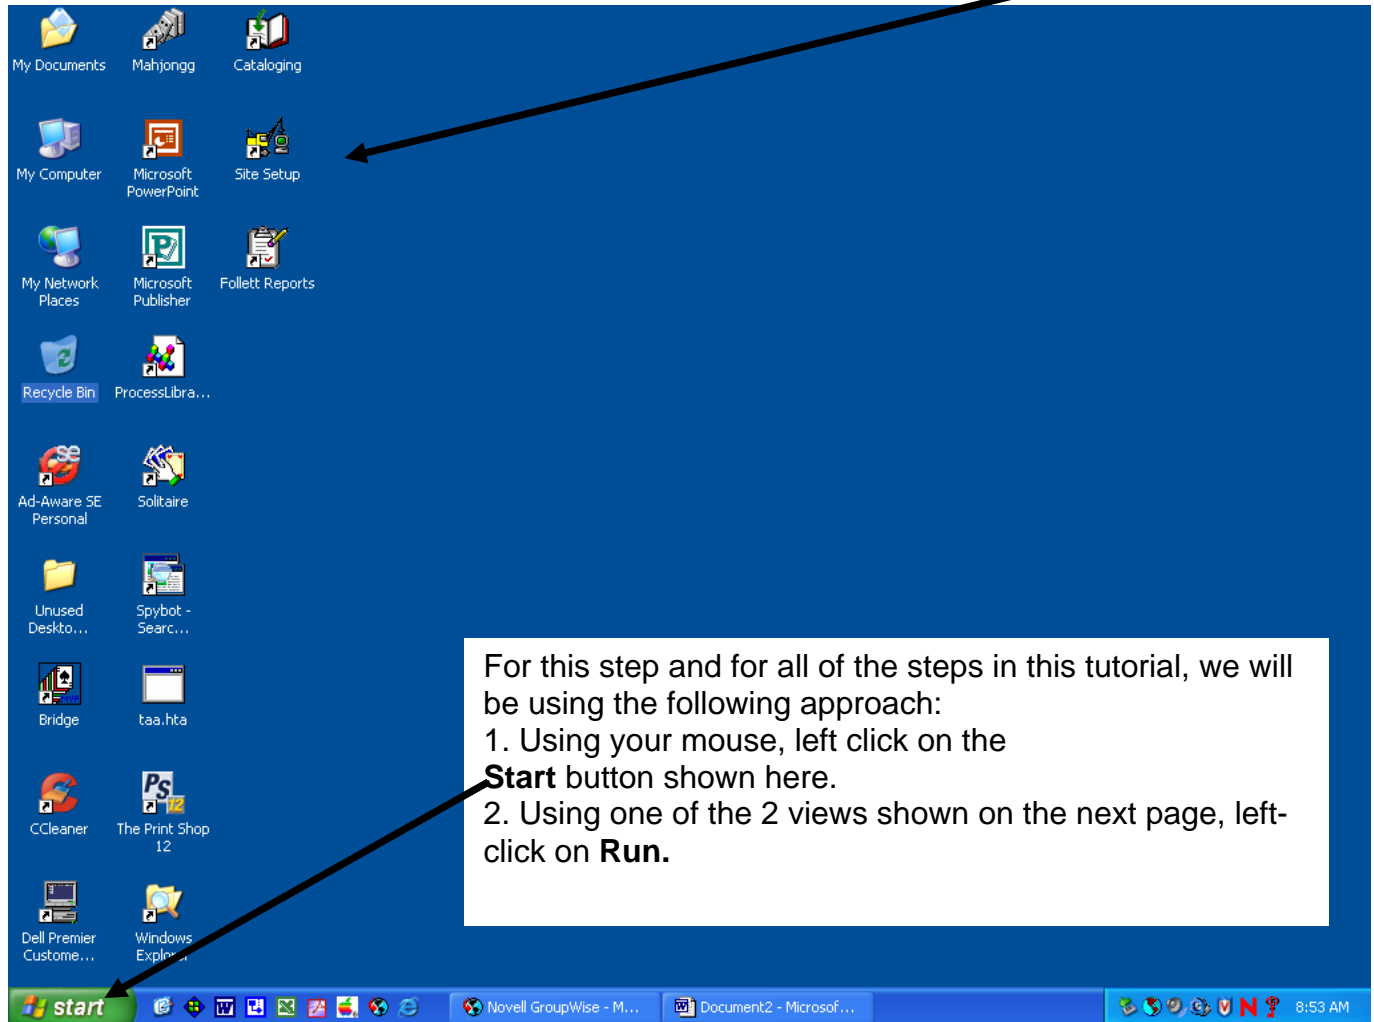 My Documents
Mahjongg
Cataloging
My Computer
Microsoft
PowerPoint
Site Setup
My Network
Places
Microsoft
Publisher
Follett Reports
Recycle Bin
ProcessLibra...
Ad-Aware SE
Personal
Solitaire
Unused
Deskto...
Spybot -
Searc...
Bridge
taa.hta
CCleaner
The Print Shop
12
Dell Premier
Custome...
Windows
Explorer
For this step and for all of the steps in this tutorial, we will
be using the following approach:
1. Using your mouse, left click on the
Start button shown here.
2. Using one of the 2 views shown on the next page, left-
click on Run.
start
Novell GroupWise - M...
Document2 - Microsof...
8:53 AM